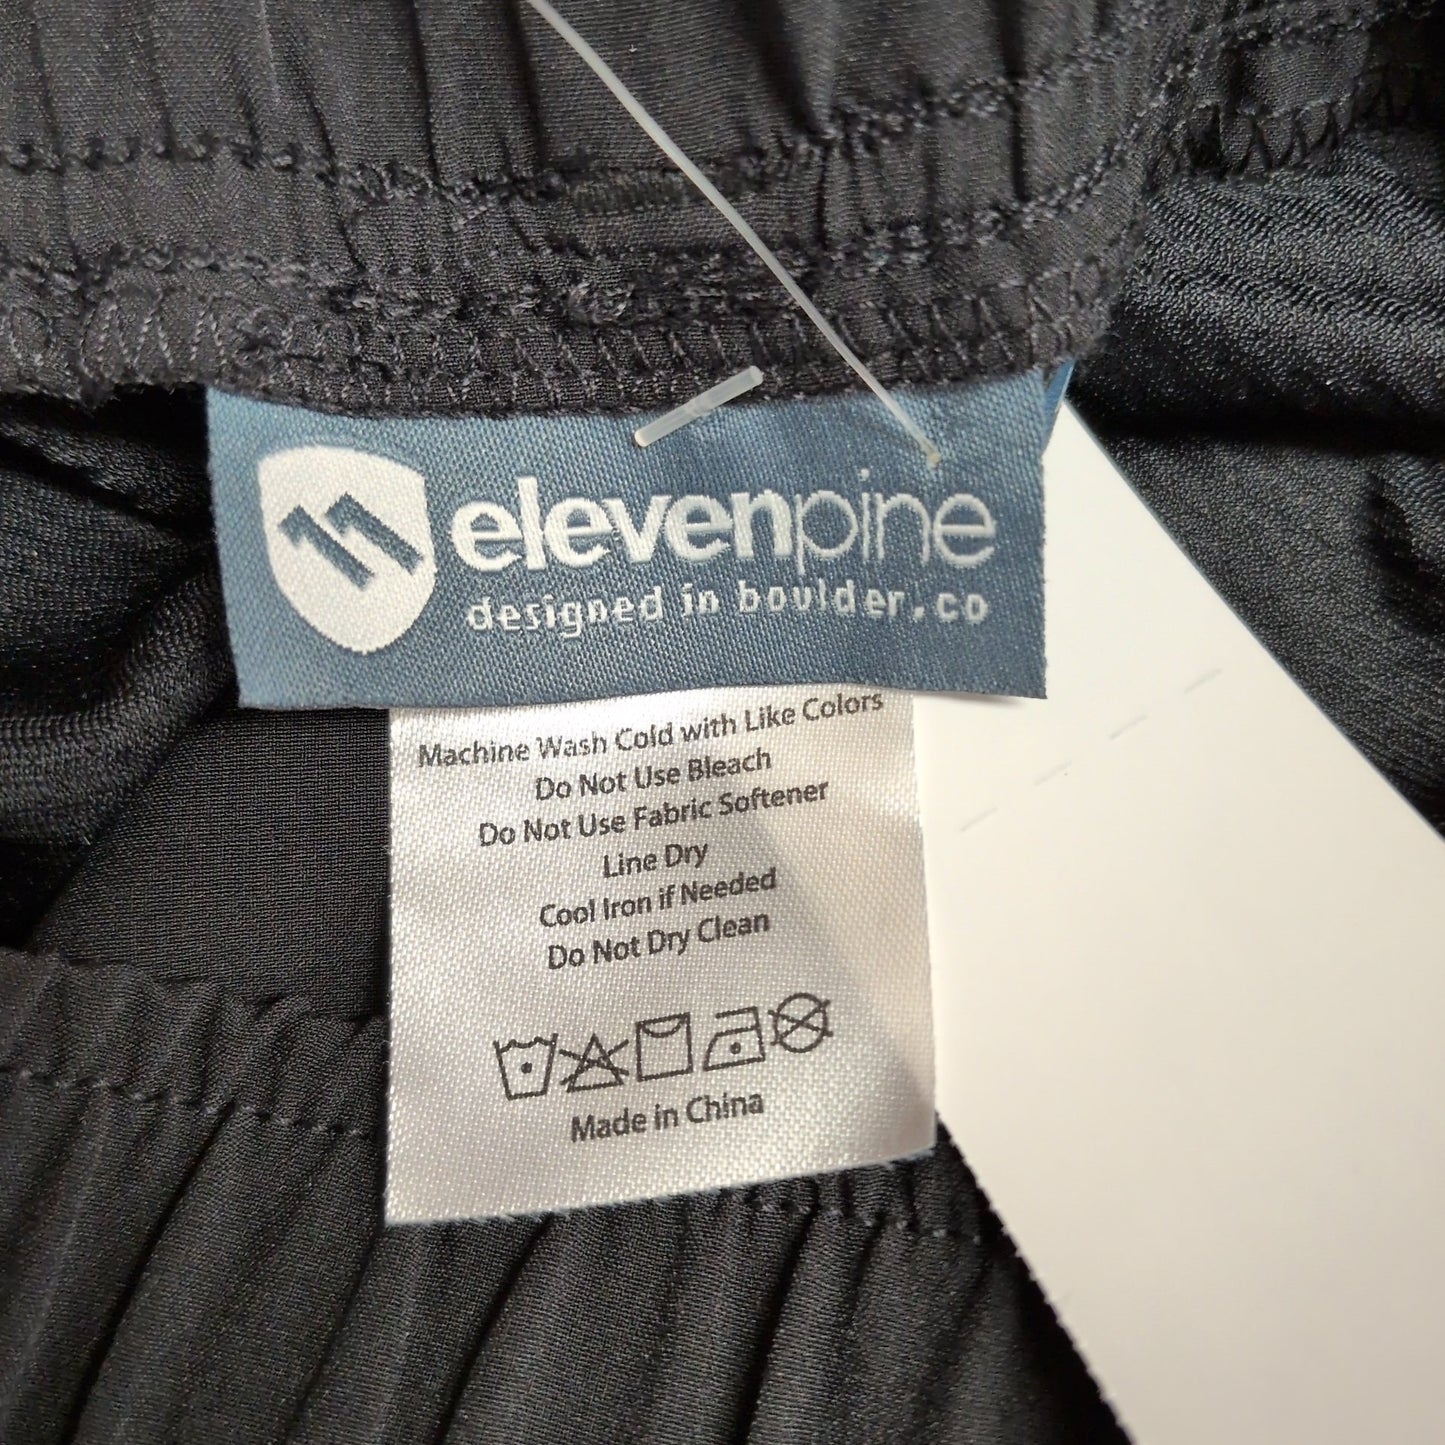 elevenpine
designed in boulder, co
Machine Wash Cold with Like Colors
Do Not Use Bleach
Do Not Use Fabric Softener
Line Dry
Cool Iron if Needed
Do Not Dry Clean
Made in China